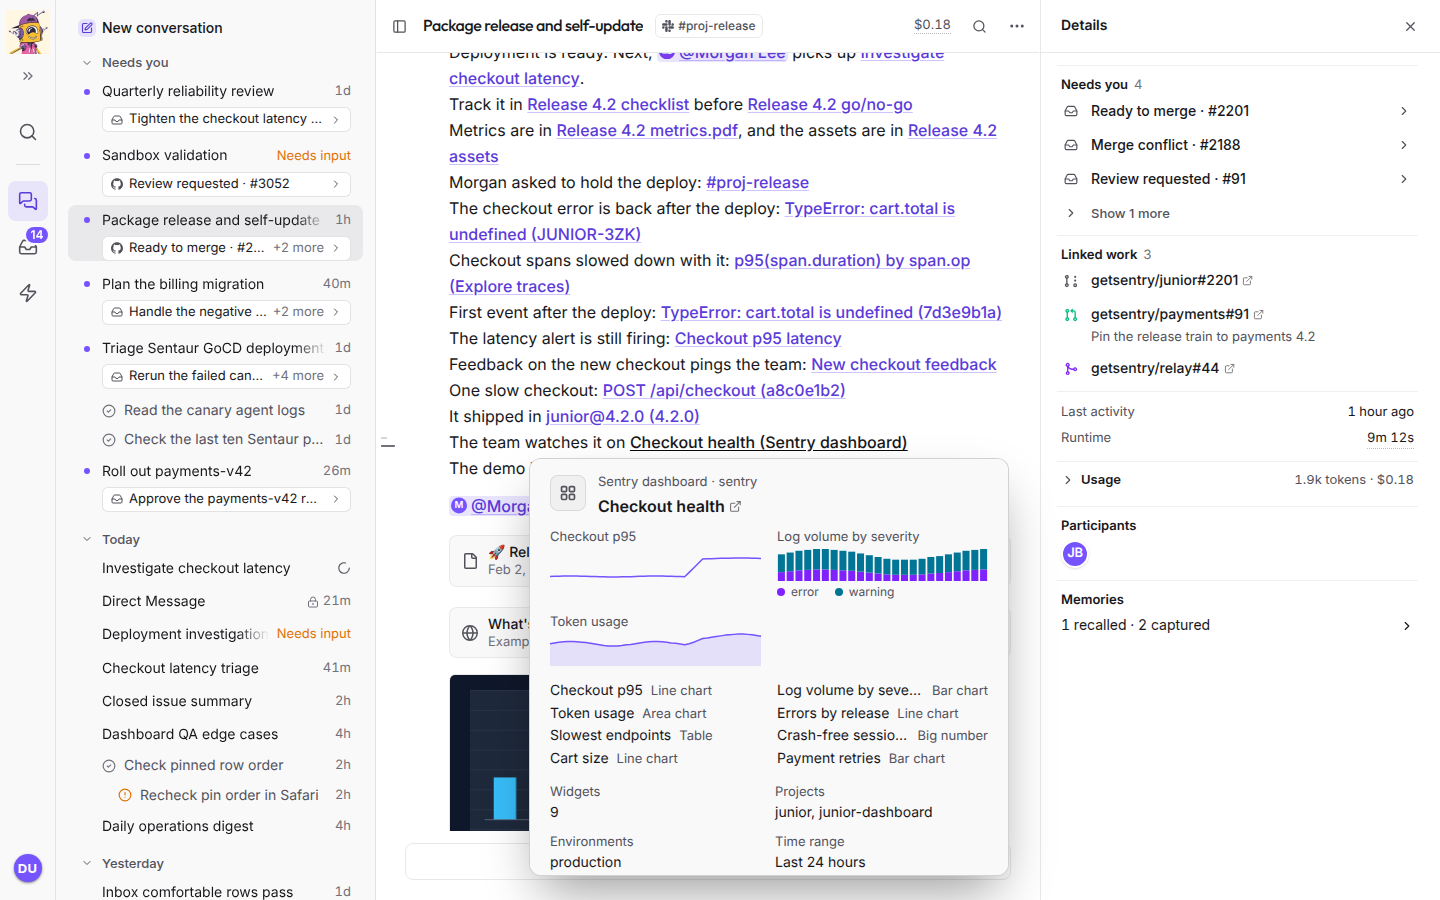 New conversation
Needs you
Quarterly reliability review 1d
Tighten the checkout latency ...
Sandbox validation Needs input
Review requested · #3052
Package release and self-update 1h
Ready to merge · #2... +2 more
14
Plan the billing migration 40m
Handle the negative ... +2 more
Triage Sentaur GoCD deployment 1d
Rerun the failed can... +4 more
Read the canary agent logs 1d
Check the last ten Sentaur p... 1d
Roll out payments-v42 26m
Approve the payments-v42 r...
Today
Investigate checkout latency
Direct Message 21m
Deployment investigation Needs input
Checkout latency triage 41m
Closed issue summary 2h
Dashboard QA edge cases 4h
Check pinned row order 2h
Recheck pin order in Safari 2h
Daily operations digest 4h
Yesterday
Inbox comfortable rows pass 1d
DU
Package release and self-update #proj-release $0.18
Deployment is ready. Next, @Morgan Lee picks up investigate
checkout latency.
Track it in Release 4.2 checklist before Release 4.2 go/no-go
Metrics are in Release 4.2 metrics.pdf, and the assets are in Release 4.2
assets
Morgan asked to hold the deploy: #proj-release
The checkout error is back after the deploy: TypeError: cart.total is
undefined (JUNIOR-3ZK)
Checkout spans slowed down with it: p95(span.duration) by span.op
(Explore traces)
First event after the deploy: TypeError: cart.total is undefined (7d3e9b1a)
The latency alert is still firing: Checkout p95 latency
Feedback on the new checkout pings the team: New checkout feedback
One slow checkout: POST /api/checkout (a8c0e1b2)
It shipped in junior@4.2.0 (4.2.0)
The team watches it on Checkout health (Sentry dashboard)
The demo
M @Morga
🚀 Rel
Feb 2,
What's
Examp
Sentry dashboard · sentry
Checkout health
Checkout p95 Log volume by severity
error warning
Token usage
Checkout p95 Line chart Log volume by seve... Bar chart
Token usage Area chart Errors by release Line chart
Slowest endpoints Table Crash-free sessio... Big number
Cart size Line chart Payment retries Bar chart
Widgets Projects
9 junior, junior-dashboard
Environments Time range
production Last 24 hours
Details
Needs you 4
Ready to merge · #2201
Merge conflict · #2188
Review requested · #91
Show 1 more
Linked work 3
getsentry/junior#2201
getsentry/payments#91
Pin the release train to payments 4.2
getsentry/relay#44
Last activity 1 hour ago
Runtime 9m 12s
Usage 1.9k tokens · $0.18
Participants
JB
Memories
1 recalled · 2 captured